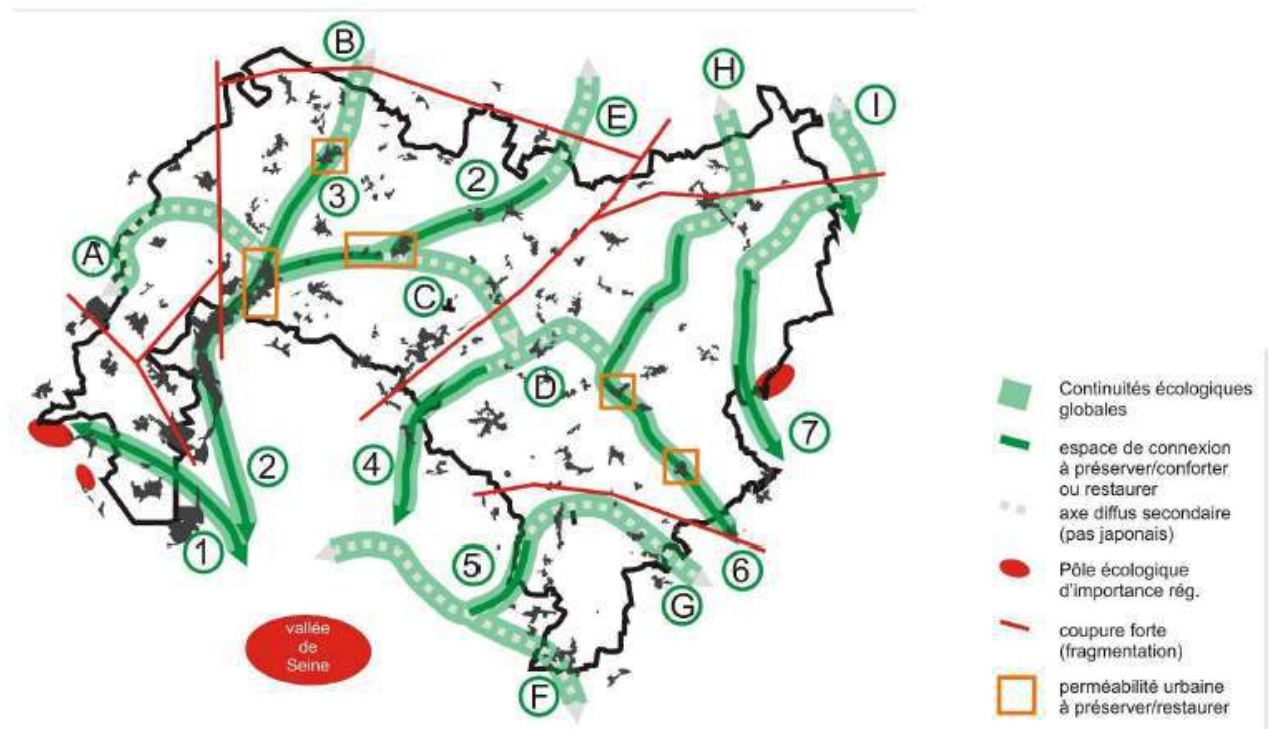 B
H
I
E
2
3
A
C
D
7
2
4
1
5
6
G
F
vallée
de
Seine
Continuités écologiques
globales
espace de connexion
à préserver/conforter
ou restaurer
axe diffus secondaire
(pas japonais)
Pôle écologique
d'importance rég.
coupure forte
(fragmentation)
perméabilité urbaine
à préserver/restaurer